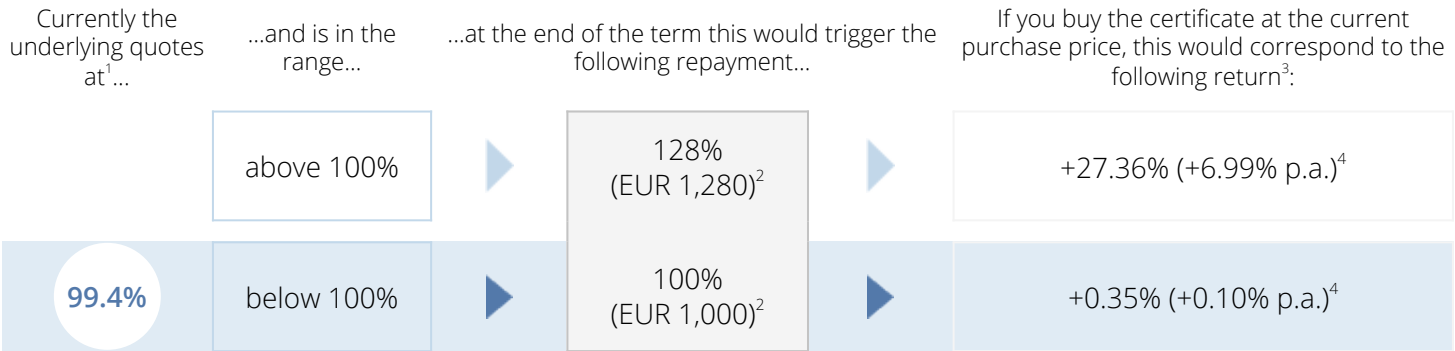 Currently the
underlying quotes
at¹...
...and is in the
range...
...at the end of the term this would trigger the
following repayment...
If you buy the certificate at the current
purchase price, this would correspond to the
following return³:
above 100%
128%
(EUR 1,280)²
+27.36% (+6.99% p.a.)⁴
99.4%
below 100%
100%
(EUR 1,000)²
+0.35% (+0.10% p.a.)⁴